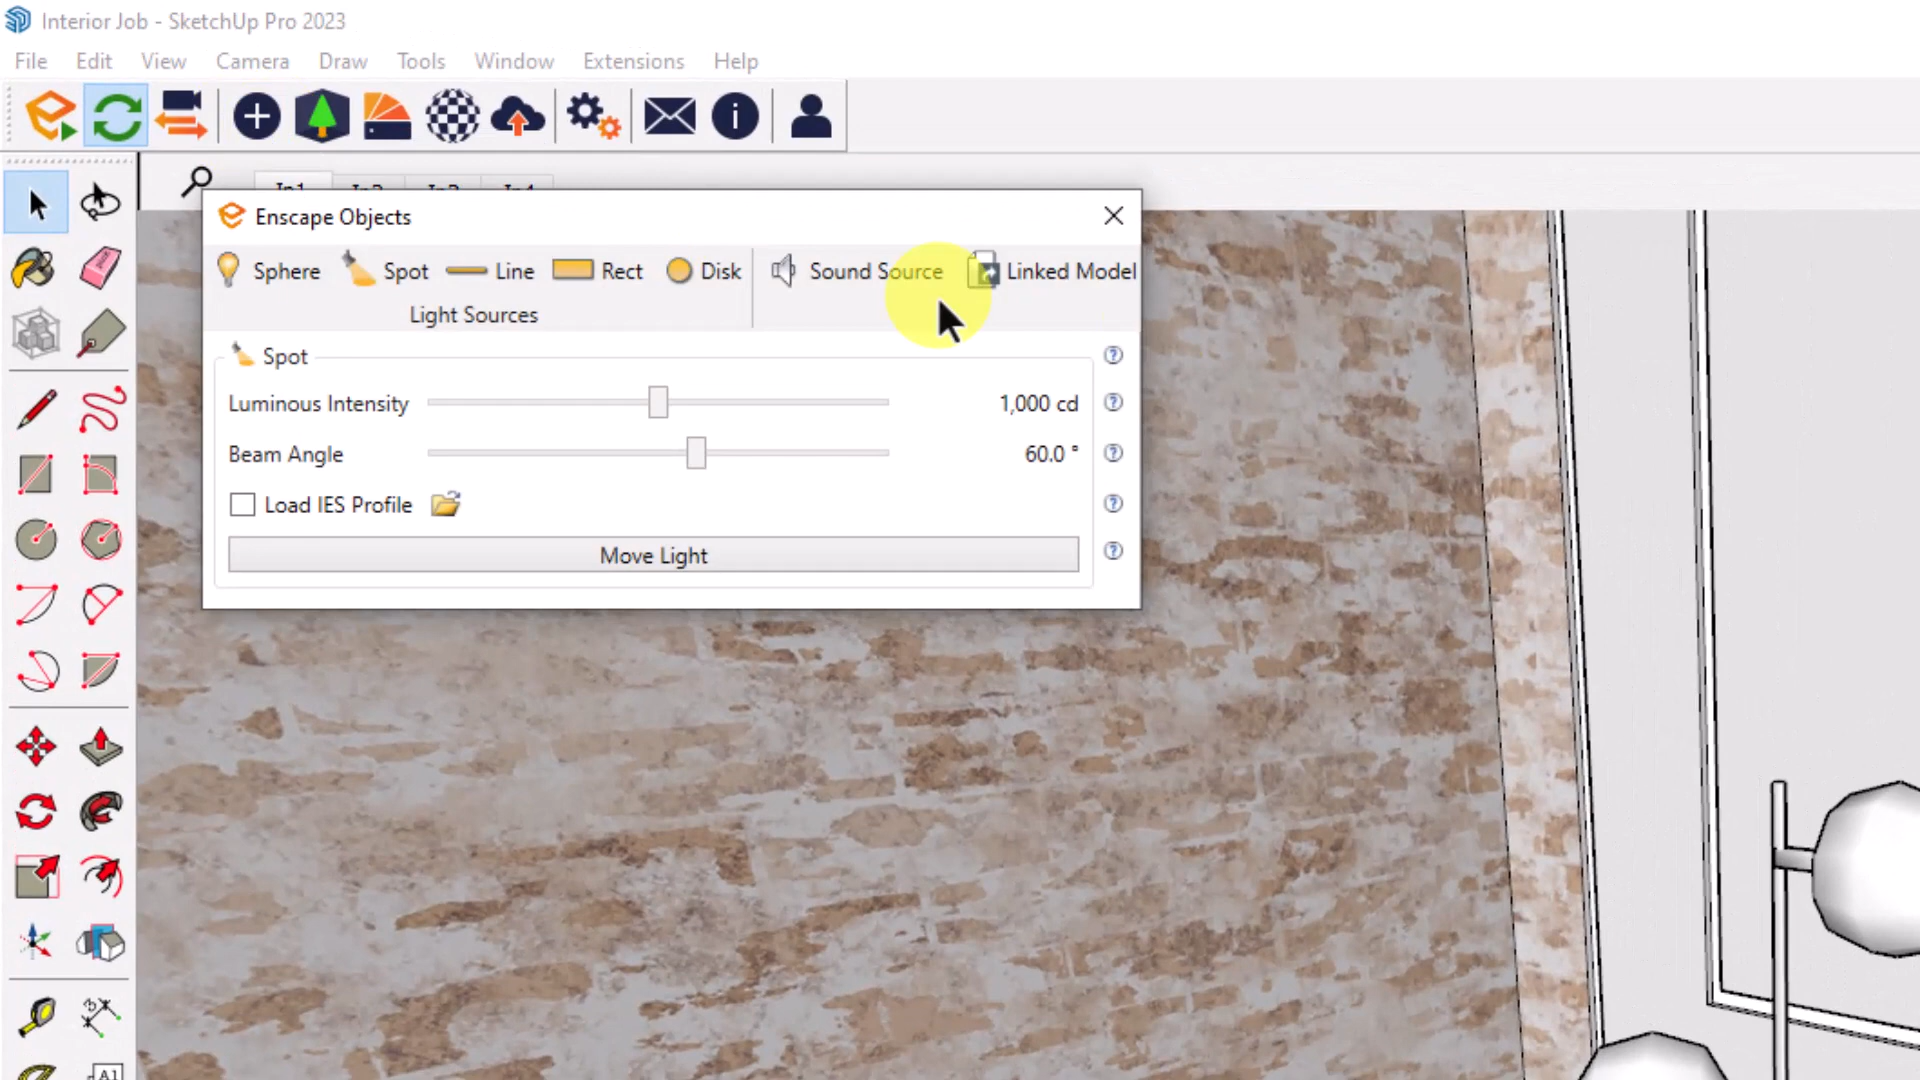 Interior Job - SketchUp Pro 2023
File Edit View Camera Draw Tools Window Extensions Help
Enscape Objects
Sphere Spot Line Rect Disk Sound Source Linked Model
Light Sources
Spot
Luminous Intensity 1,000 cd
Beam Angle 60.0 °
Load IES Profile
Move Light
A1